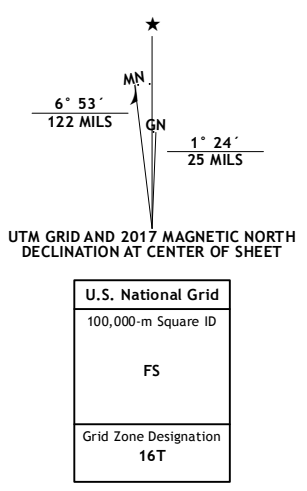 ★
MN
GN
6° 53´
122 MILS
1° 24´
25 MILS
UTM GRID AND 2017 MAGNETIC NORTH
DECLINATION AT CENTER OF SHEET
U.S. National Grid
100,000-m Square ID
FS
Grid Zone Designation
16T